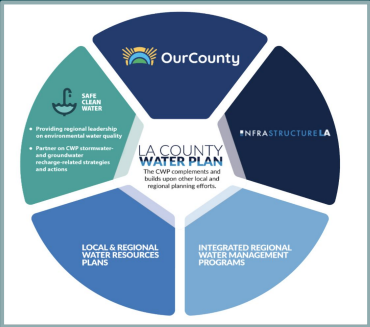 OurCounty
SAFE
CLEAN
WATER
• Providing regional leadership
on environmental water quality
• Partner on CWP stormwater-
and groundwater
recharge-related strategies
and actions
INFRASTRUCTURELA
LA COUNTY
WATER PLAN
The CWP complements and
builds upon other local and
regional planning efforts.
LOCAL & REGIONAL
WATER RESOURCES
PLANS
INTEGRATED REGIONAL
WATER MANAGEMENT
PROGRAMS